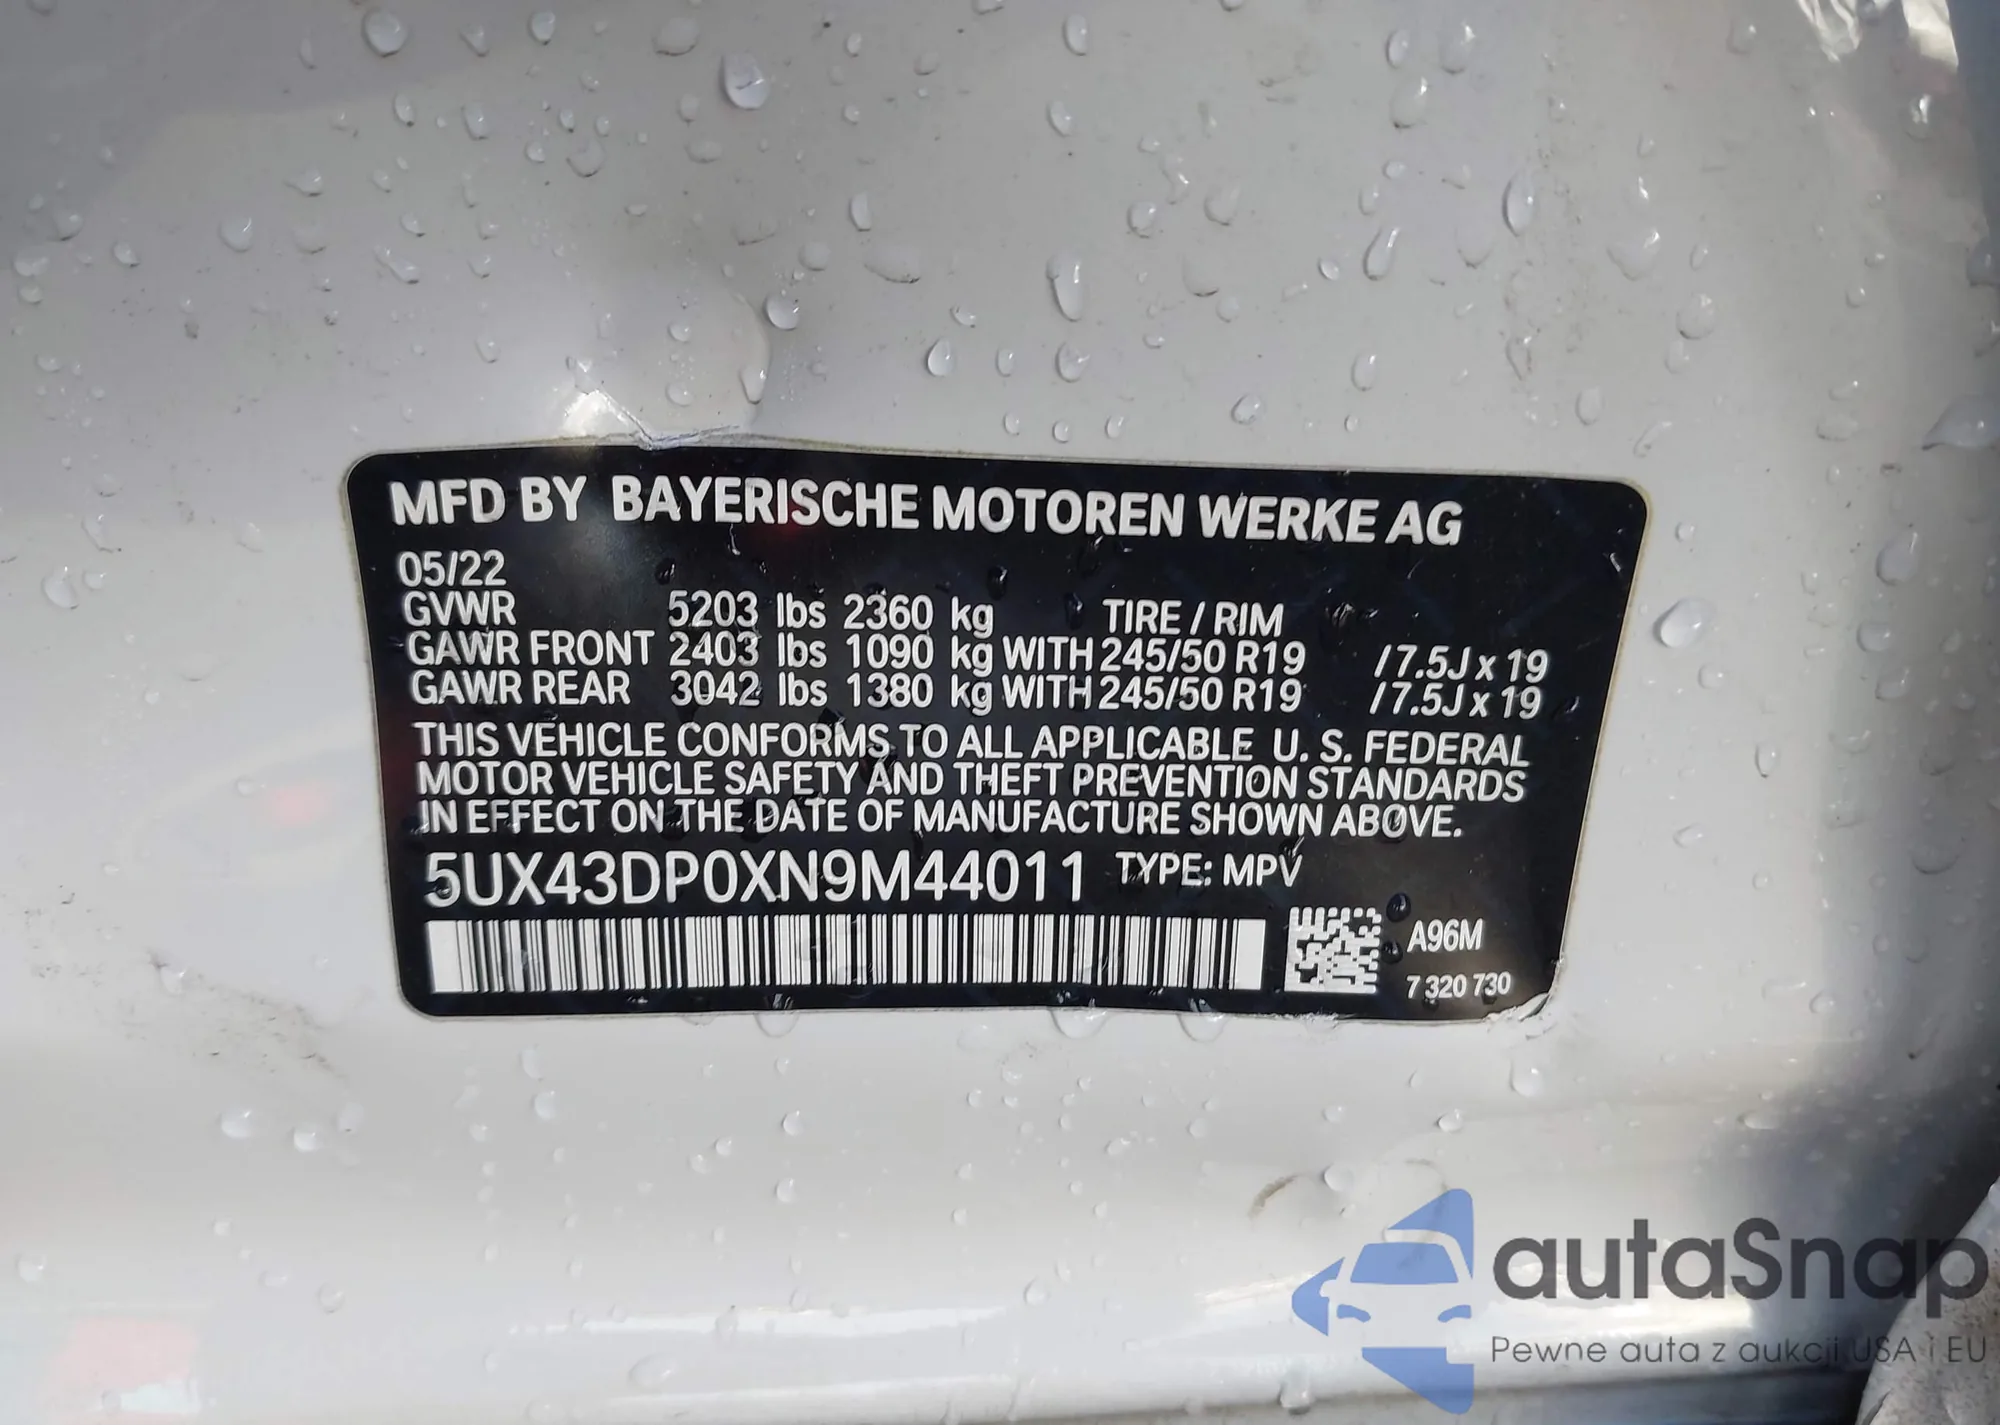 MFD BY BAYERISCHE MOTOREN WERKE AG
05/22
GVWR 5203 lbs 2360 kg TIRE / RIM
GAWR FRONT 2403 lbs 1090 kg WITH 245/50 R19 / 7.5J x 19
GAWR REAR 3042 lbs 1380 kg WITH 245/50 R19 / 7.5J x 19
THIS VEHICLE CONFORMS TO ALL APPLICABLE U. S. FEDERAL
MOTOR VEHICLE SAFETY AND THEFT PREVENTION STANDARDS
IN EFFECT ON THE DATE OF MANUFACTURE SHOWN ABOVE.
5UX43DP0XN9M44011 TYPE: MPV
A96M
7 320 730
autaSnap
Pewne auta z aukcji USA i EU